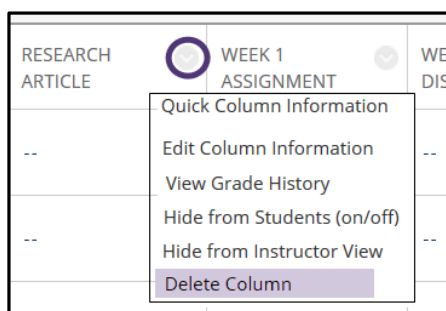 RESEARCH
ARTICLE
WEEK 1
ASSIGNMENT
WE
DIS
Quick Column Information
--
Edit Column Information
--
View Grade History
Hide from Students (on/off)
--
Hide from Instructor View
--
Delete Column